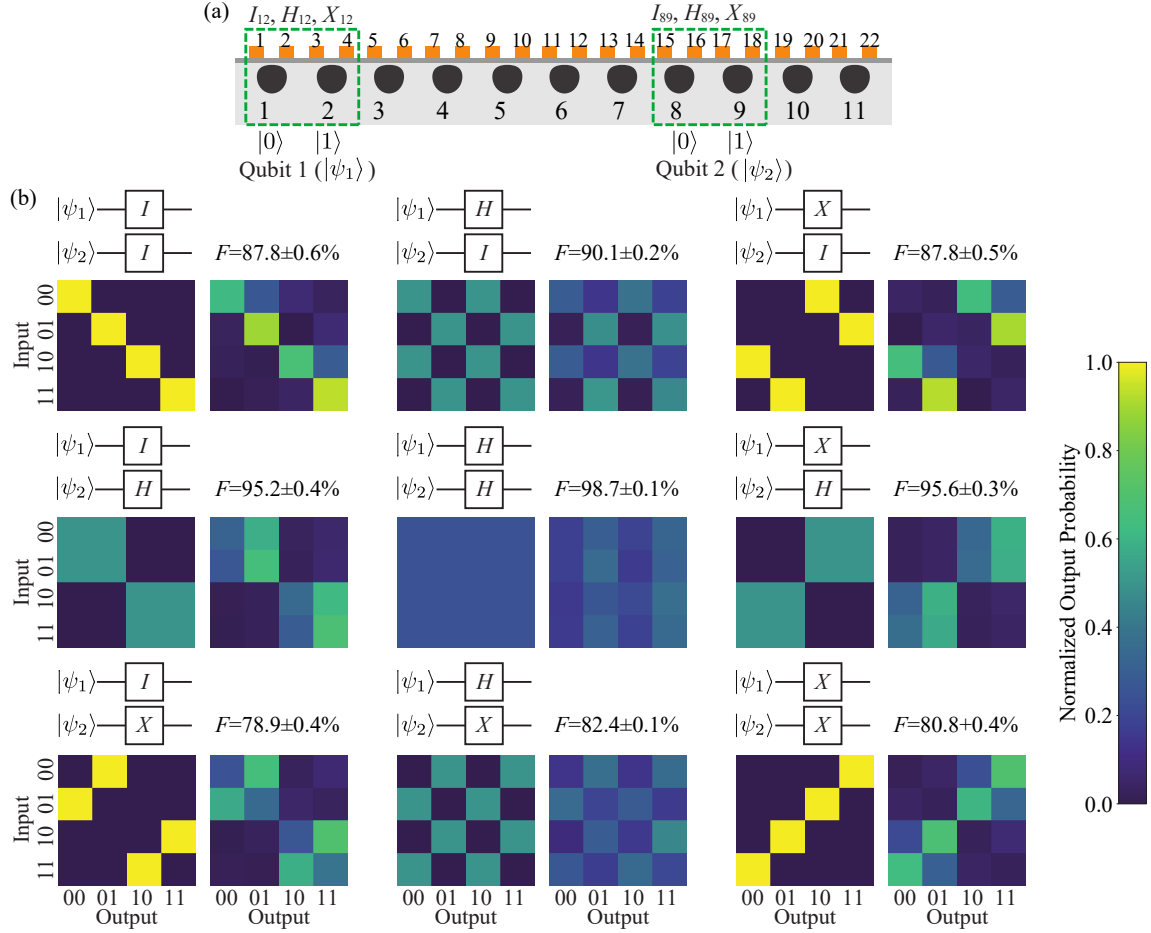 (a)
I₁₂, H₁₂, X₁₂
I₈₉, H₈₉, X₈₉
1 2 3 4 5 6 7 8 9 10 11 12 13 14 15 16 17 18 19 20 21 22
1 2 3 4 5 6 7 8 9 10 11
|0⟩ |1⟩ |0⟩ |1⟩
Qubit 1 (|ψ₁⟩) Qubit 2 (|ψ₂⟩)
(b)
|ψ₁⟩ I |ψ₁⟩ H |ψ₁⟩ X
|ψ₂⟩ I F=87.8±0.6% |ψ₂⟩ I F=90.1±0.2% |ψ₂⟩ I F=87.8±0.5%
Input
00
01
10
11
|ψ₁⟩ I |ψ₁⟩ H |ψ₁⟩ X
|ψ₂⟩ H F=95.2±0.4% |ψ₂⟩ H F=98.7±0.1% |ψ₂⟩ H F=95.6±0.3%
Input
00
01
10
11
|ψ₁⟩ I |ψ₁⟩ H |ψ₁⟩ X
|ψ₂⟩ X F=78.9±0.4% |ψ₂⟩ X F=82.4±0.1% |ψ₂⟩ X F=80.8+0.4%
Input
00
01
10
11
00 01 10 11 00 01 10 11 00 01 10 11 00 01 10 11 00 01 10 11 00 01 10 11
Output Output Output Output Output Output
Normalized Output Probability
1.0
0.8
0.6
0.4
0.2
0.0